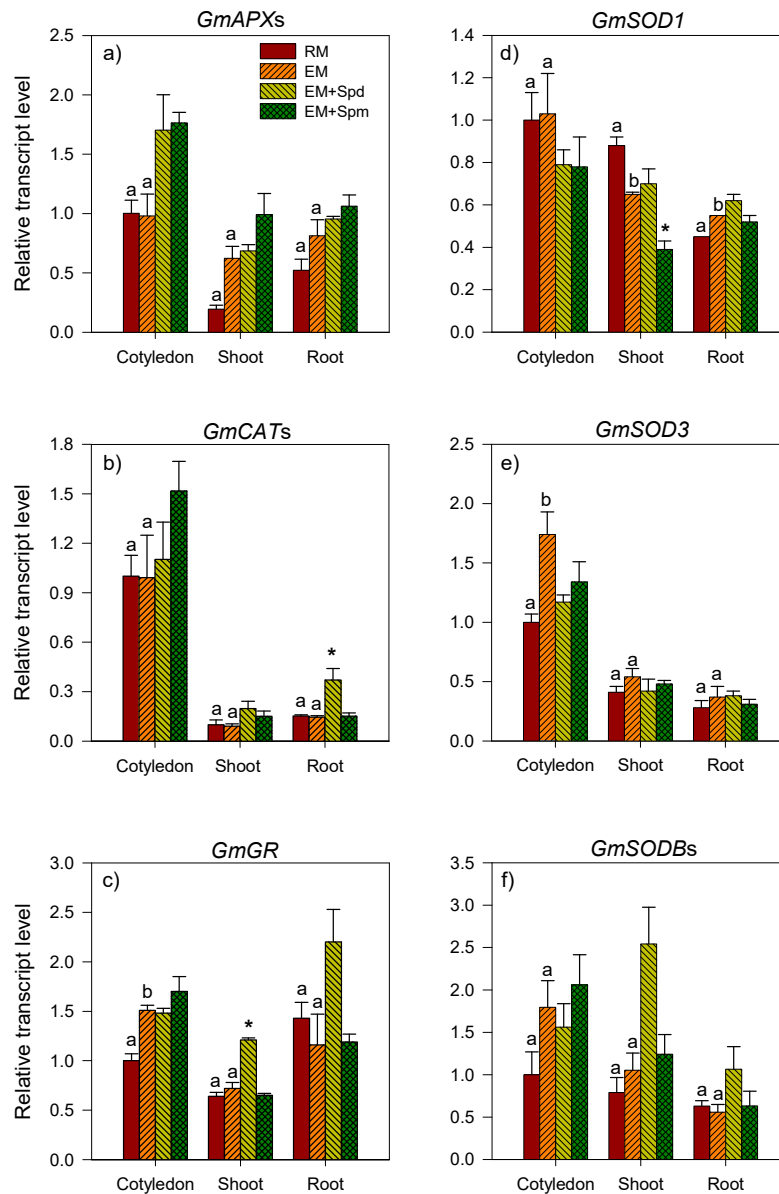 GmAPXs
a)
RM
EM
EM+Spd
EM+Spm
Relative transcript level
2.5
2.0
1.5
1.0
0.5
0.0
a a
a a
a a
Cotyledon Shoot Root
GmSOD1
d)
1.4
1.2
1.0
0.8
0.6
0.4
0.2
0.0
a a
a b *
a b
Cotyledon Shoot Root
GmCATs
b)
Relative transcript level
1.8
1.5
1.2
0.9
0.6
0.3
0.0
a a
a a
a a *
Cotyledon Shoot Root
GmSOD3
e)
2.5
2.0
1.5
1.0
0.5
0.0
a b
a a
a a
Cotyledon Shoot Root
GmGR
c)
Relative transcript level
3.0
2.5
2.0
1.5
1.0
0.5
0.0
a b
a a *
a a
Cotyledon Shoot Root
GmSODBs
f)
3.5
3.0
2.5
2.0
1.5
1.0
0.5
0.0
a a
a a
a a
Cotyledon Shoot Root